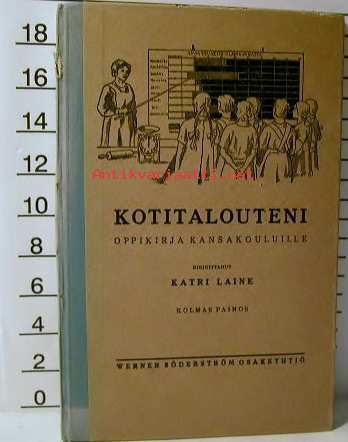 18
16
14
12
10
8
6
4
2
0
Antikvariaatti.net
KOTITALOUTENI
OPPIKIRJA KANSAKOULUILLE
KIRJOITTANUT
KATRI LAINE
KOLMAS PAINOS
WERNER SÖDERSTRÖM OSAKEYHTIÖ